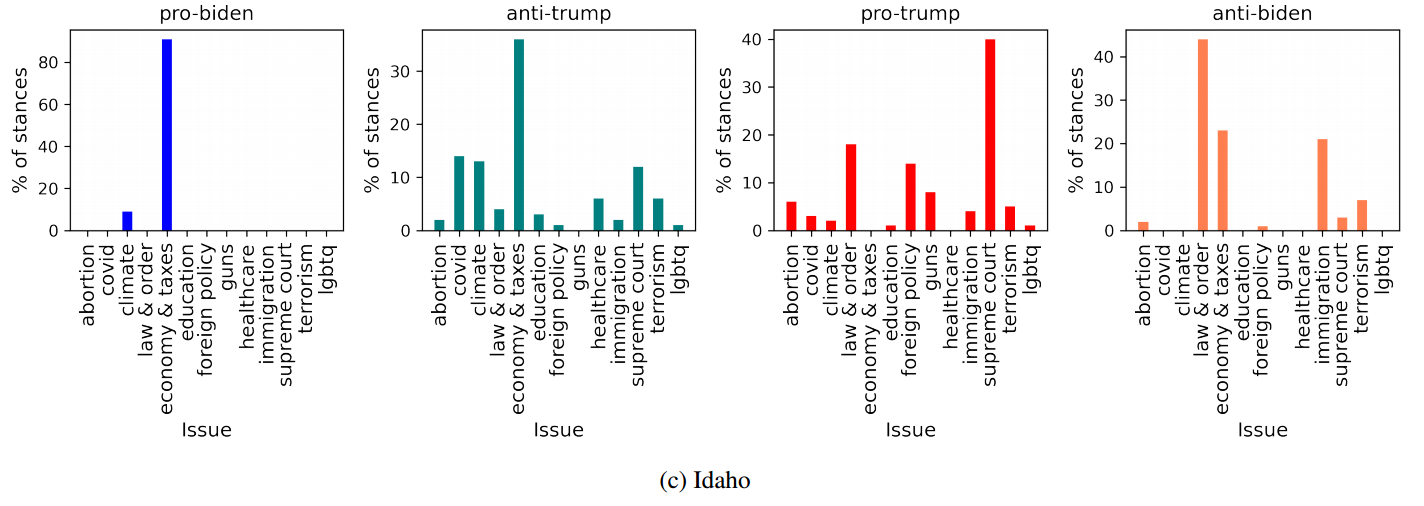 pro-biden
% of stances
80
60
40
20
0
abortion
covid
climate
law & order
economy & taxes
education
foreign policy
guns
healthcare
immigration
supreme court
terrorism
lgbtq
Issue
anti-trump
% of stances
30
20
10
0
abortion
covid
climate
law & order
economy & taxes
education
foreign policy
guns
healthcare
immigration
supreme court
terrorism
lgbtq
Issue
pro-trump
% of stances
40
30
20
10
0
abortion
covid
climate
law & order
economy & taxes
education
foreign policy
guns
healthcare
immigration
supreme court
terrorism
lgbtq
Issue
anti-biden
% of stances
40
30
20
10
0
abortion
covid
climate
law & order
economy & taxes
education
foreign policy
guns
healthcare
immigration
supreme court
terrorism
lgbtq
Issue
(c) Idaho